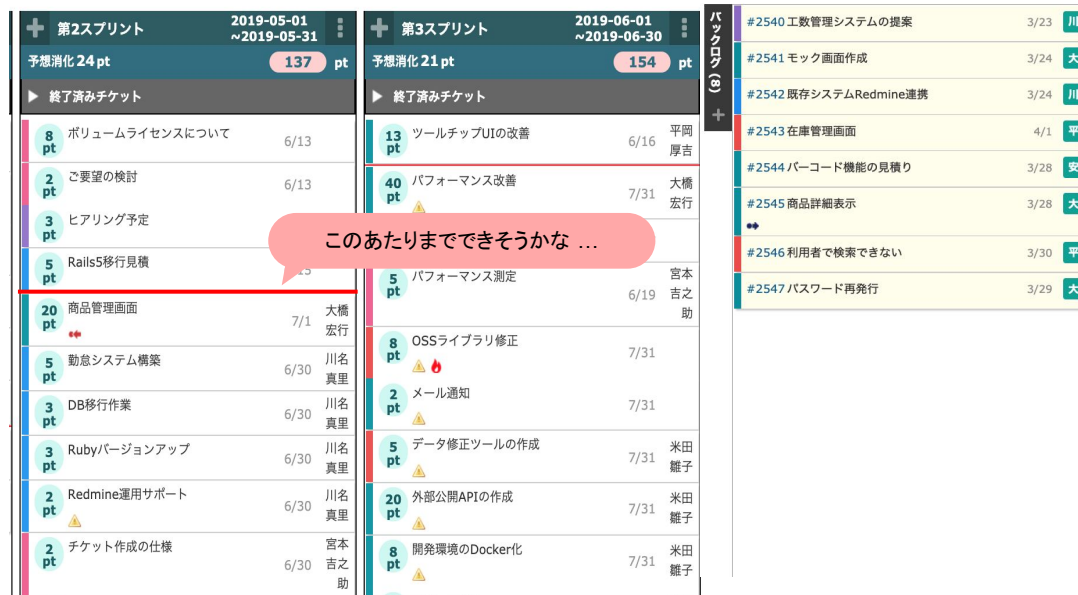 第2スプリント
2019-05-01
~2019-05-31
予想消化 24 pt
137 pt
▶ 終了済みチケット
8 pt ボリュームライセンスについて 6/13
2 pt ご要望の検討 6/13
3 pt ヒアリング予定
5 pt Rails5移行見積
20 pt 商品管理画面 7/1 大橋 宏行
5 pt 勤怠システム構築 6/30 川名 真里
3 pt DB移行作業 6/30 川名 真里
3 pt Rubyバージョンアップ 6/30 川名 真里
2 pt Redmine運用サポート 6/30 川名 真里
2 pt チケット作成の仕様 6/30 宮本 吉之 助
第3スプリント
2019-06-01
~2019-06-30
予想消化 21 pt
154 pt
▶ 終了済みチケット
13 pt ツールチップUIの改善 6/16 平岡 厚吉
40 pt パフォーマンス改善 7/31 大橋 宏行
このあたりまでできそうかな …
5 pt パフォーマンス測定 6/19 宮本 吉之 助
8 pt OSSライブラリ修正 7/31
2 pt メール通知 7/31
5 pt データ修正ツールの作成 7/31 米田 雛子
20 pt 外部公開APIの作成 7/31 米田 雛子
8 pt 開発環境のDocker化 7/31 米田 雛子
バックログ (8)
#2540 工数管理システムの提案 3/23 川
#2541 モック画面作成 3/24 大
#2542 既存システムRedmine連携 3/24 川
#2543 在庫管理画面 4/1 平
#2544 バーコード機能の見積り 3/28 安
#2545 商品詳細表示 3/28 大
#2546 利用者で検索できない 3/30 平
#2547 パスワード再発行 3/29 大